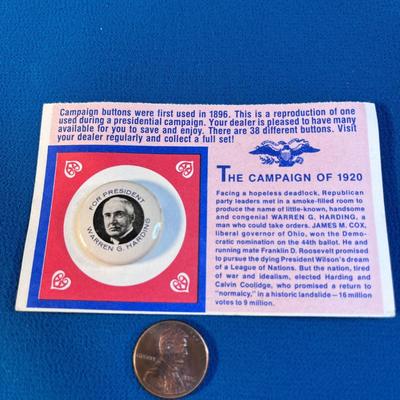 Campaign buttons were first used in 1896. This is a reproduction of one
used during a presidential campaign. Your dealer is pleased to have many
available for you to save and enjoy. There are 38 different buttons. Visit
your dealer regularly and collect a full set!
THE CAMPAIGN OF 1920
Facing a hopeless deadlock, Republican
party leaders met in a smoke-filled room to
produce the name of little-known, handsome
and congenial WARREN G. HARDING, a
man who could take orders. JAMES M. COX,
liberal governor of Ohio, won the Demo-
cratic nomination on the 44th ballot. He and
running mate Franklin D. Roosevelt promised
to pursue the dying President Wilson's dream
of a League of Nations. But the nation, tired
of war and idealism, elected Harding and
Calvin Coolidge, who promised a return to
"normalcy," in a historic landslide—16 million
votes to 9 million.
FOR PRESIDENT
WARREN G. HARDING
LIBERTY